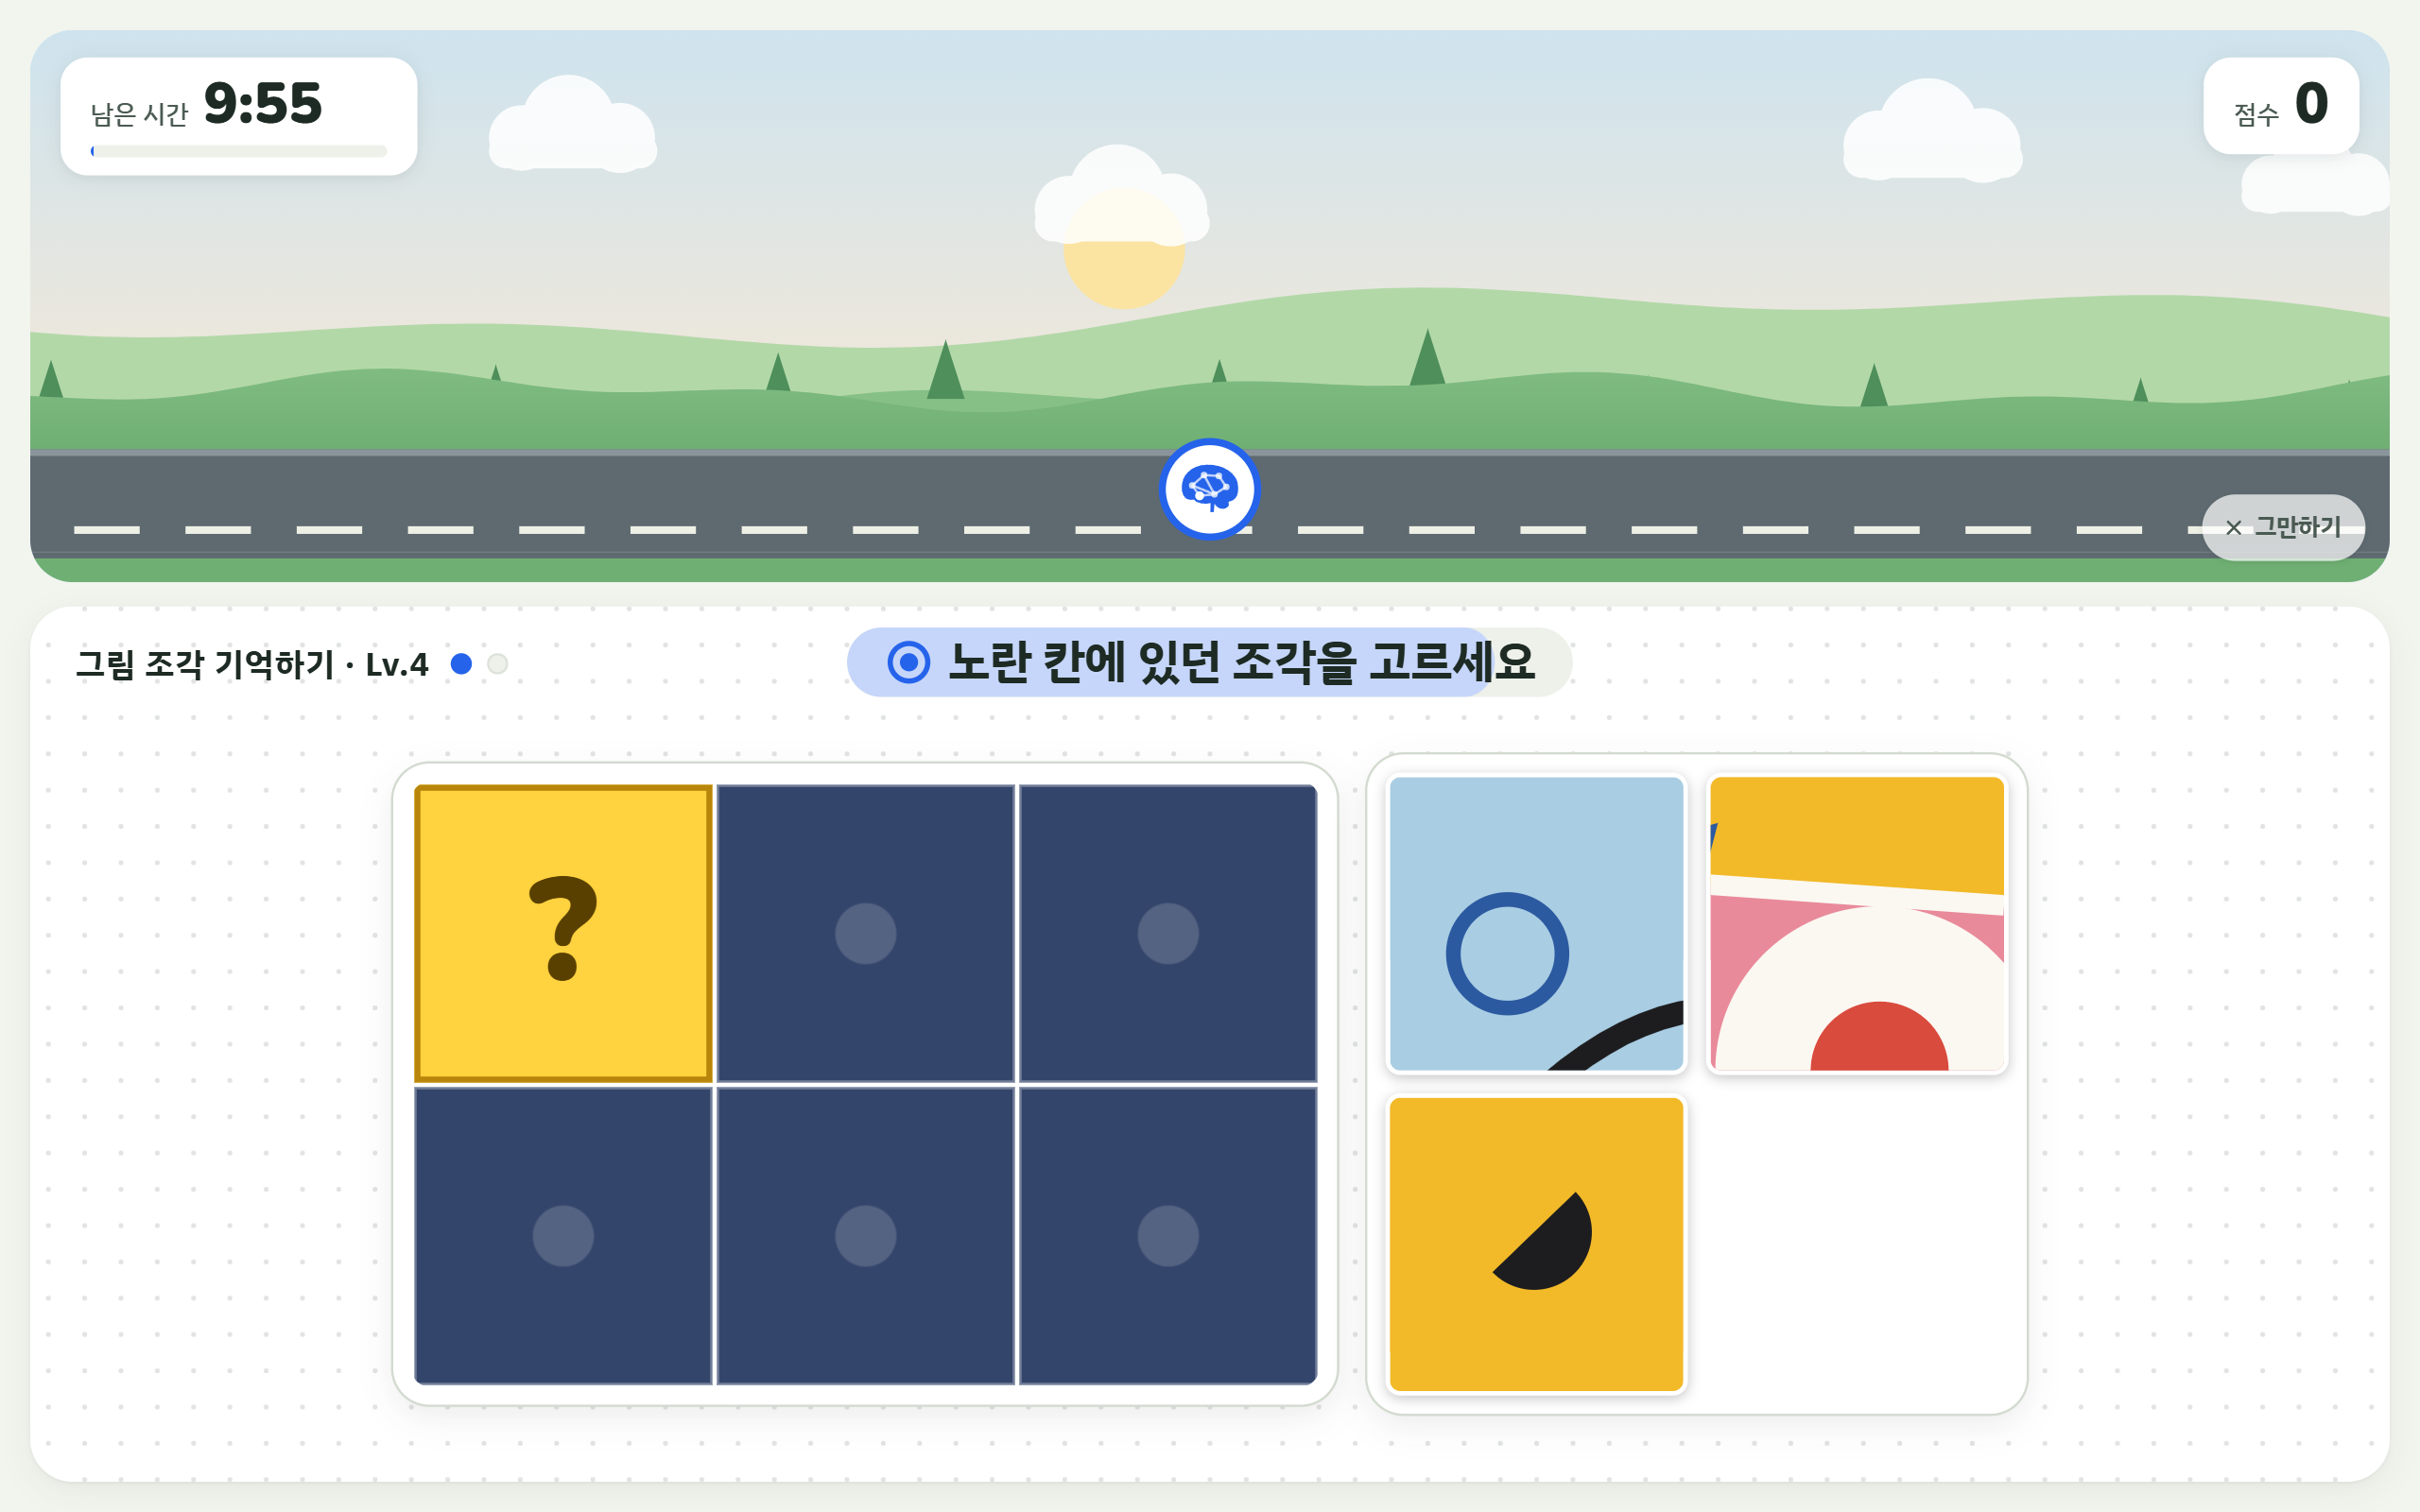 남은 시간 9:55
점수 0
× 그만하기
그림 조각 기억하기 · Lv.4
노란 칸에 있던 조각을 고르세요
?